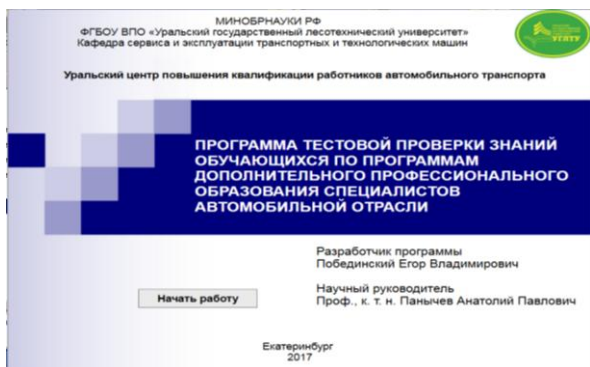 МИНОБРНАУКИ РФ
ФГБОУ ВПО «Уральский государственный лесотехнический университет»
Кафедра сервиса и эксплуатации транспортных и технологических машин
УГЛТУ
Уральский центр повышения квалификации работников автомобильного транспорта
ПРОГРАММА ТЕСТОВОЙ ПРОВЕРКИ ЗНАНИЙ
ОБУЧАЮЩИХСЯ ПО ПРОГРАММАМ
ДОПОЛНИТЕЛЬНОГО ПРОФЕССИОНАЛЬНОГО
ОБРАЗОВАНИЯ СПЕЦИАЛИСТОВ
АВТОМОБИЛЬНОЙ ОТРАСЛИ
Разработчик программы
Побединский Егор Владимирович
Научный руководитель
Проф., к. т. н. Панычев Анатолий Павлович
Начать работу
Екатеринбург
2017